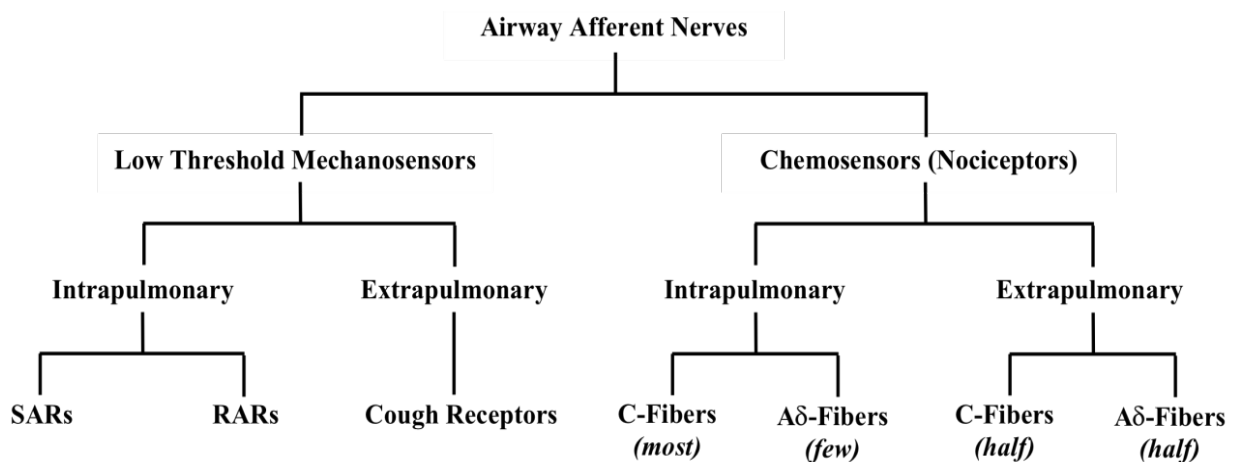 Airway Afferent Nerves
Low Threshold Mechanosensors
Chemosensors (Nociceptors)
Intrapulmonary
Extrapulmonary
Intrapulmonary
Extrapulmonary
SARs
RARs
Cough Receptors
C-Fibers
(most)
Aδ-Fibers
(few)
C-Fibers
(half)
Aδ-Fibers
(half)